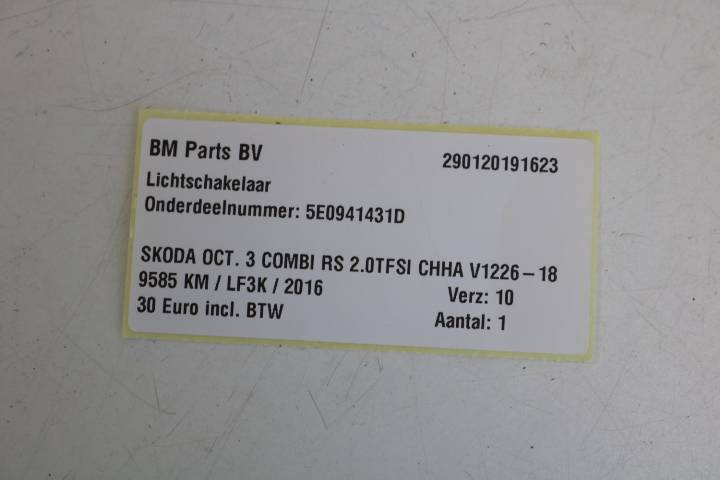 BM Parts BV 290120191623
Lichtschakelaar
Onderdeelnummer: 5E0941431D
SKODA OCT. 3 COMBI RS 2.0TFSI CHHA V1226-18
9585 KM / LF3K / 2016 Verz: 10
30 Euro incl. BTW Aantal: 1